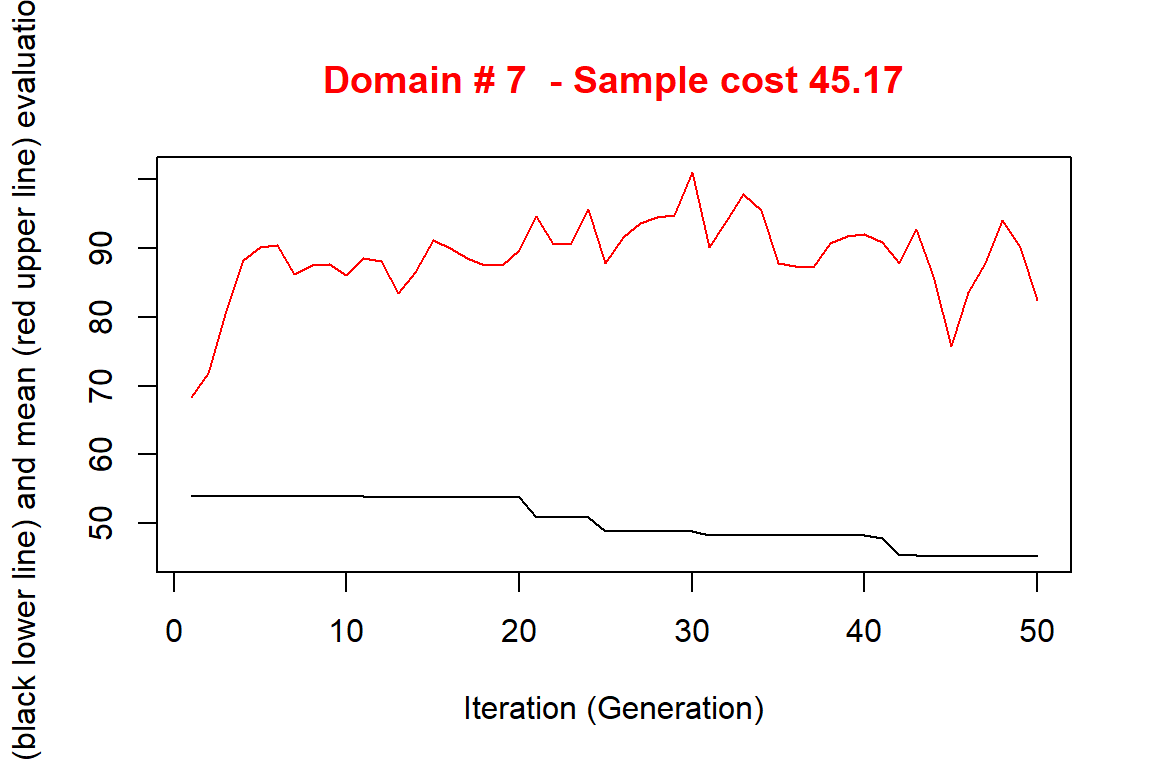 Domain # 7  - Sample cost 45.17
(black lower line) and mean (red upper line) evaluatio
90
80
70
60
50
0 10 20 30 40 50
Iteration (Generation)